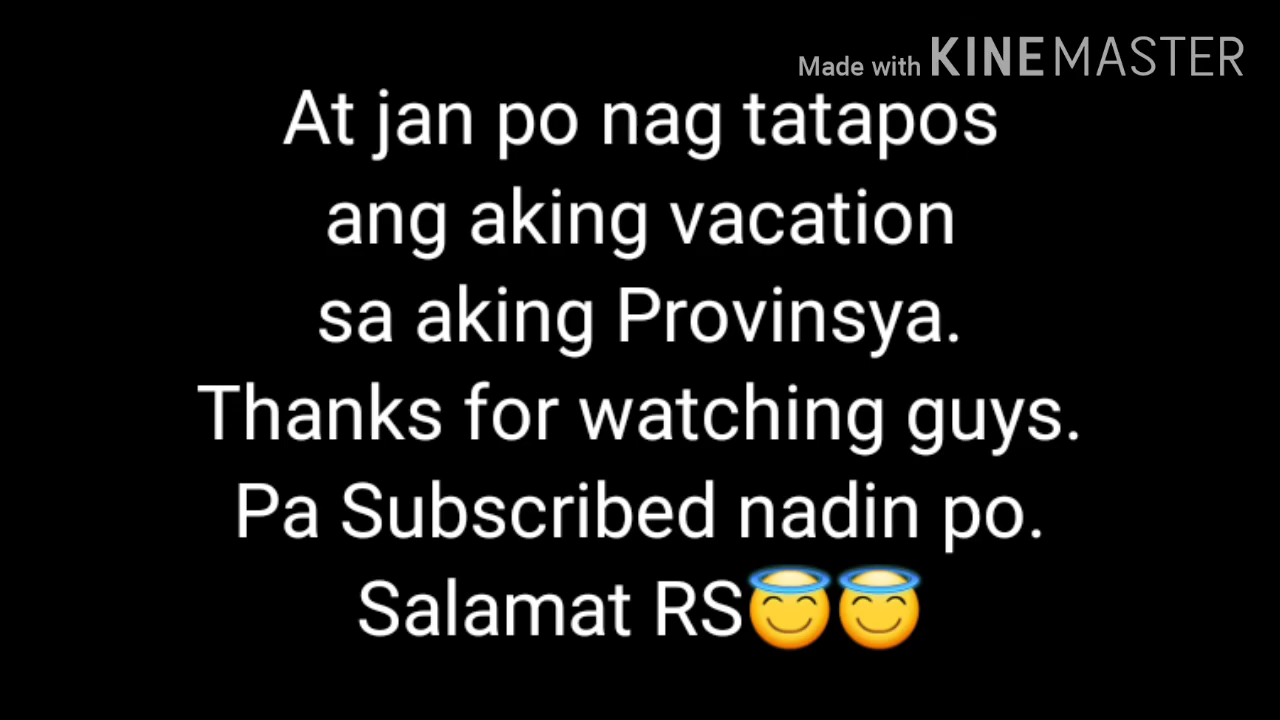 Made with KINEMASTER
At jan po nag tatapos
ang aking vacation
sa aking Provinsya.
Thanks for watching guys.
Pa Subscribed nadin po.
Salamat RS😇😇